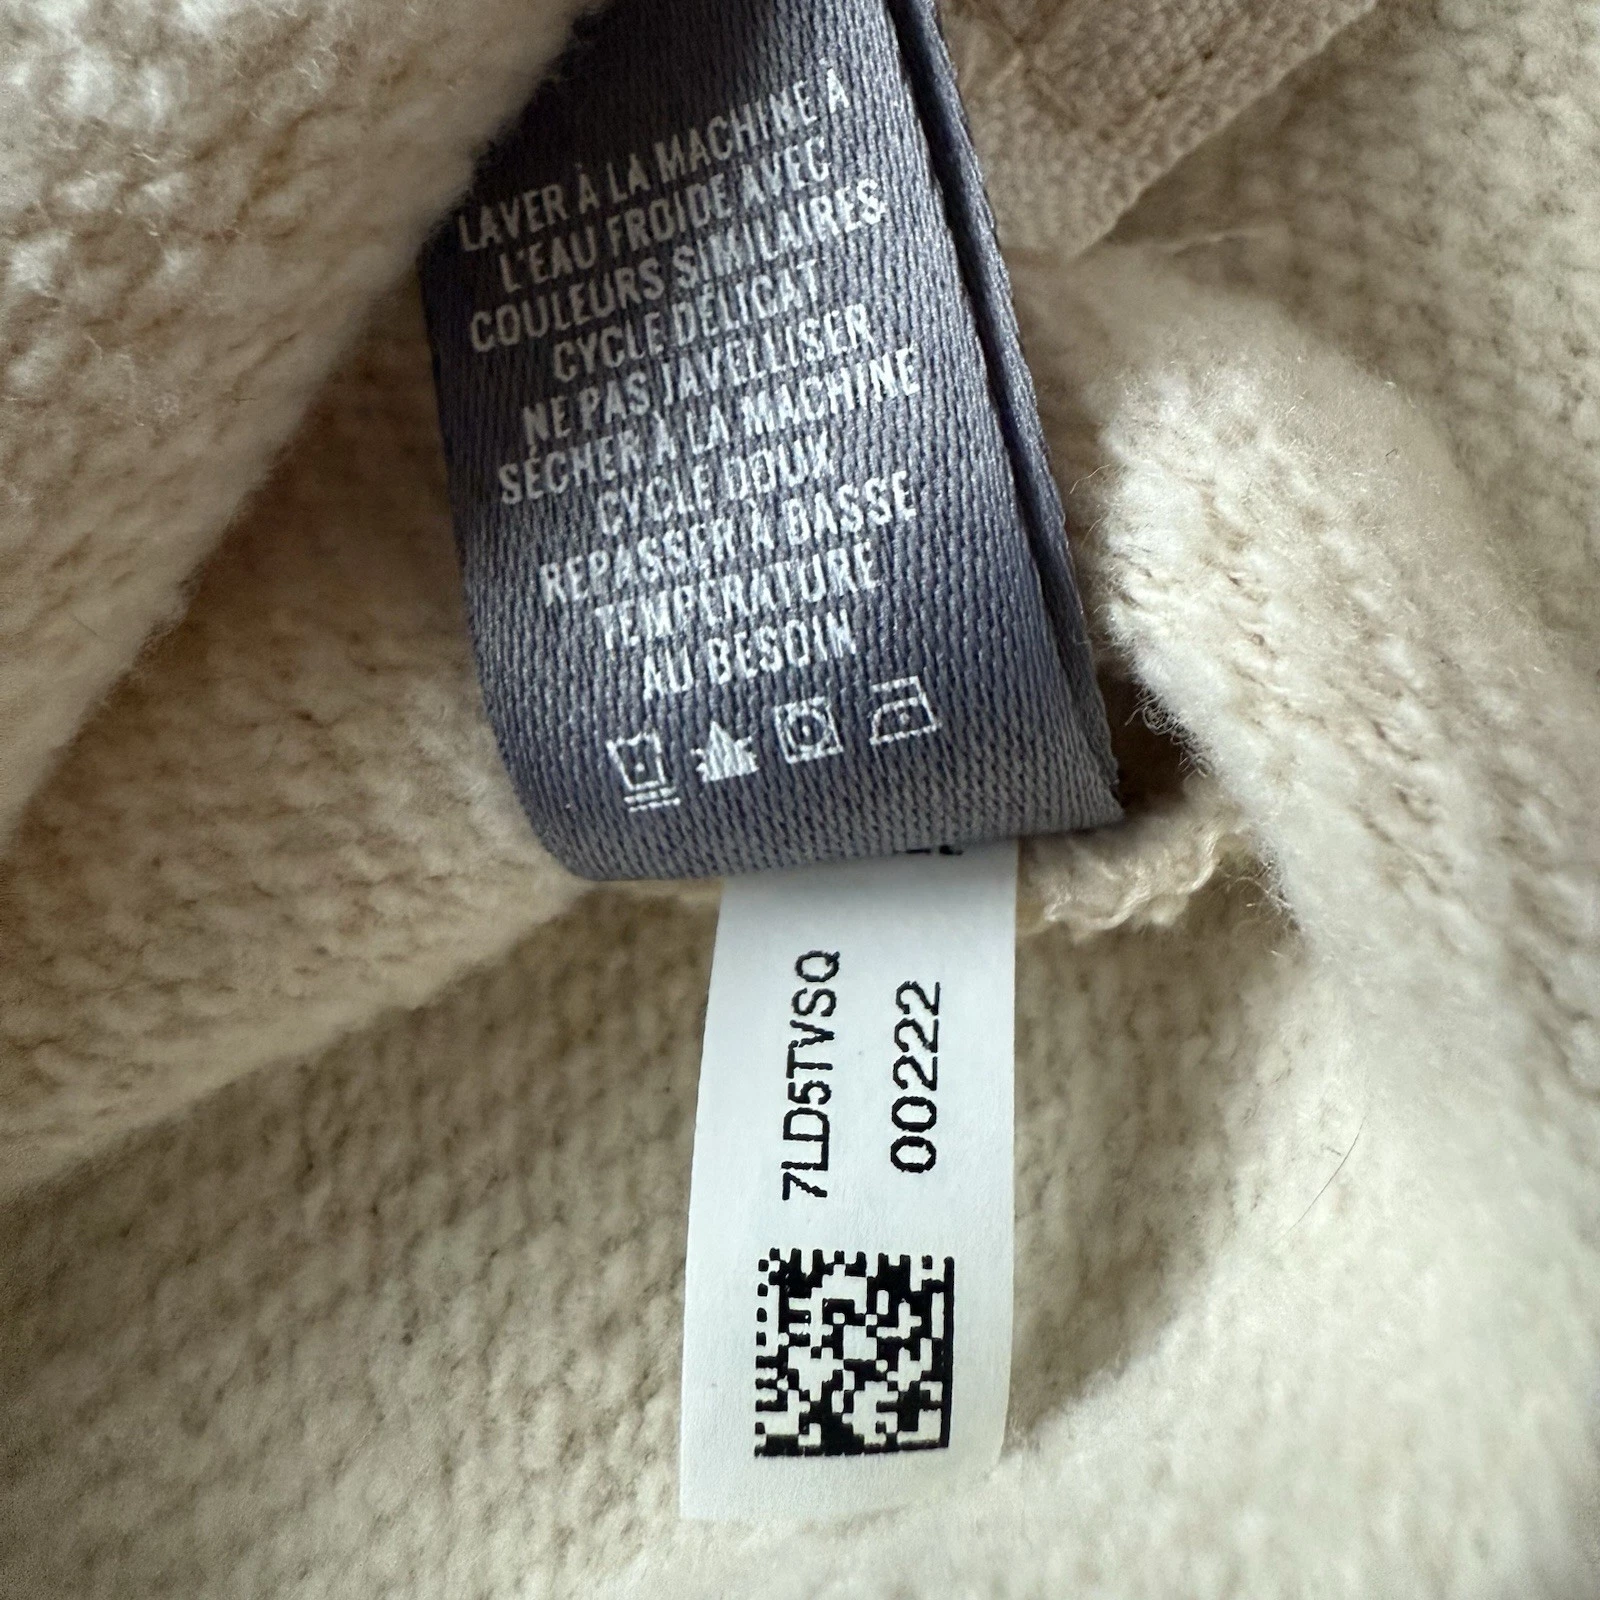 LAVER À LA MACHINE À
L'EAU FROIDE AVEC
COULEURS SIMILAIRES
CYCLE DÉLICAT
NE PAS JAVELLISER
SÉCHER À LA MACHINE
CYCLE DOUX
REPASSER À BASSE
TEMPÉRATURE
AU BESOIN
7LD5TVSQ
00222